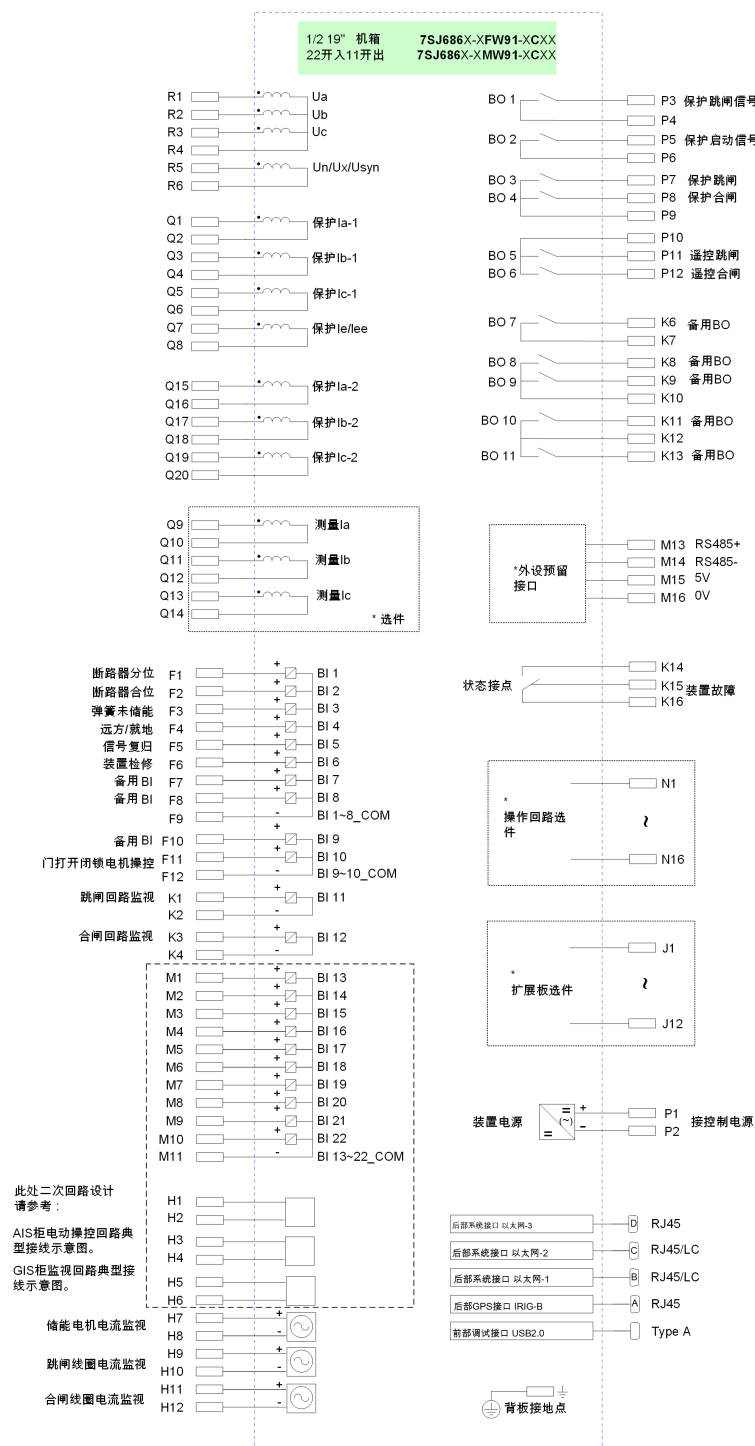 1/2 19" 机箱 7SJ686X-XFW91-XCXX
22开入11开出 7SJ686X-XMW91-XCXX
R1 Ua
R2 Ub
R3 Uc
R4
R5 Un/Ux/Usyn
R6
Q1 保护Ia-1
Q2
Q3 保护Ib-1
Q4
Q5 保护Ic-1
Q6
Q7 保护Ie/Iee
Q8
Q15 保护Ia-2
Q16
Q17 保护Ib-2
Q18
Q19 保护Ic-2
Q20
Q9 测量Ia
Q10
Q11 测量Ib
Q12
Q13 测量Ic
Q14
* 选件
断路器分位 F1 + BI 1
断路器合位 F2 + BI 2
弹簧未储能 F3 + BI 3
远方/就地 F4 + BI 4
信号复归 F5 + BI 5
装置检修 F6 + BI 6
备用 BI F7 + BI 7
备用 BI F8 + BI 8
F9 - BI 1~8_COM
备用 BI F10 + BI 9
门打开闭锁电机操控 F11 + BI 10
F12 - BI 9~10_COM
跳闸回路监视 K1 + BI 11
K2 -
合闸回路监视 K3 + BI 12
K4 -
M1 + BI 13
M2 + BI 14
M3 + BI 15
M4 + BI 16
M5 + BI 17
M6 + BI 18
M7 + BI 19
M8 + BI 20
M9 + BI 21
M10 + BI 22
M11 - BI 13~22_COM
此处二次回路设计
请参考：
AIS柜电动操控回路典
型接线示意图。
GIS柜监视回路典型接
线示意图。
H1
H2
H3
H4
H5
H6
储能电机电流监视 H7 +
H8 -
跳闸线圈电流监视 H9 +
H10 -
合闸线圈电流监视 H11 +
H12 -
BO 1 P3 保护跳闸信号
P4
BO 2 P5 保护启动信号
P6
BO 3 P7 保护跳闸
BO 4 P8 保护合闸
P9
P10
BO 5 P11 遥控跳闸
BO 6 P12 遥控合闸
BO 7 K6 备用BO
K7
BO 8 K8 备用BO
BO 9 K9 备用BO
K10
BO 10 K11 备用BO
K12
BO 11 K13 备用BO
*外设预留
接口
M13 RS485+
M14 RS485-
M15 5V
M16 0V
状态接点
K14
K15 装置故障
K16
*
操作回路选
件
N1
~
N16
*
扩展板选件
J1
~
J12
装置电源 = (~) = + P1 接控制电源
- P2
后部系统接口 以太网-3 D RJ45
后部系统接口 以太网-2 C RJ45/LC
后部系统接口 以太网-1 B RJ45/LC
后部GPS接口 IRIG-B A RJ45
前部调试接口 USB2.0 Type A
背板接地点